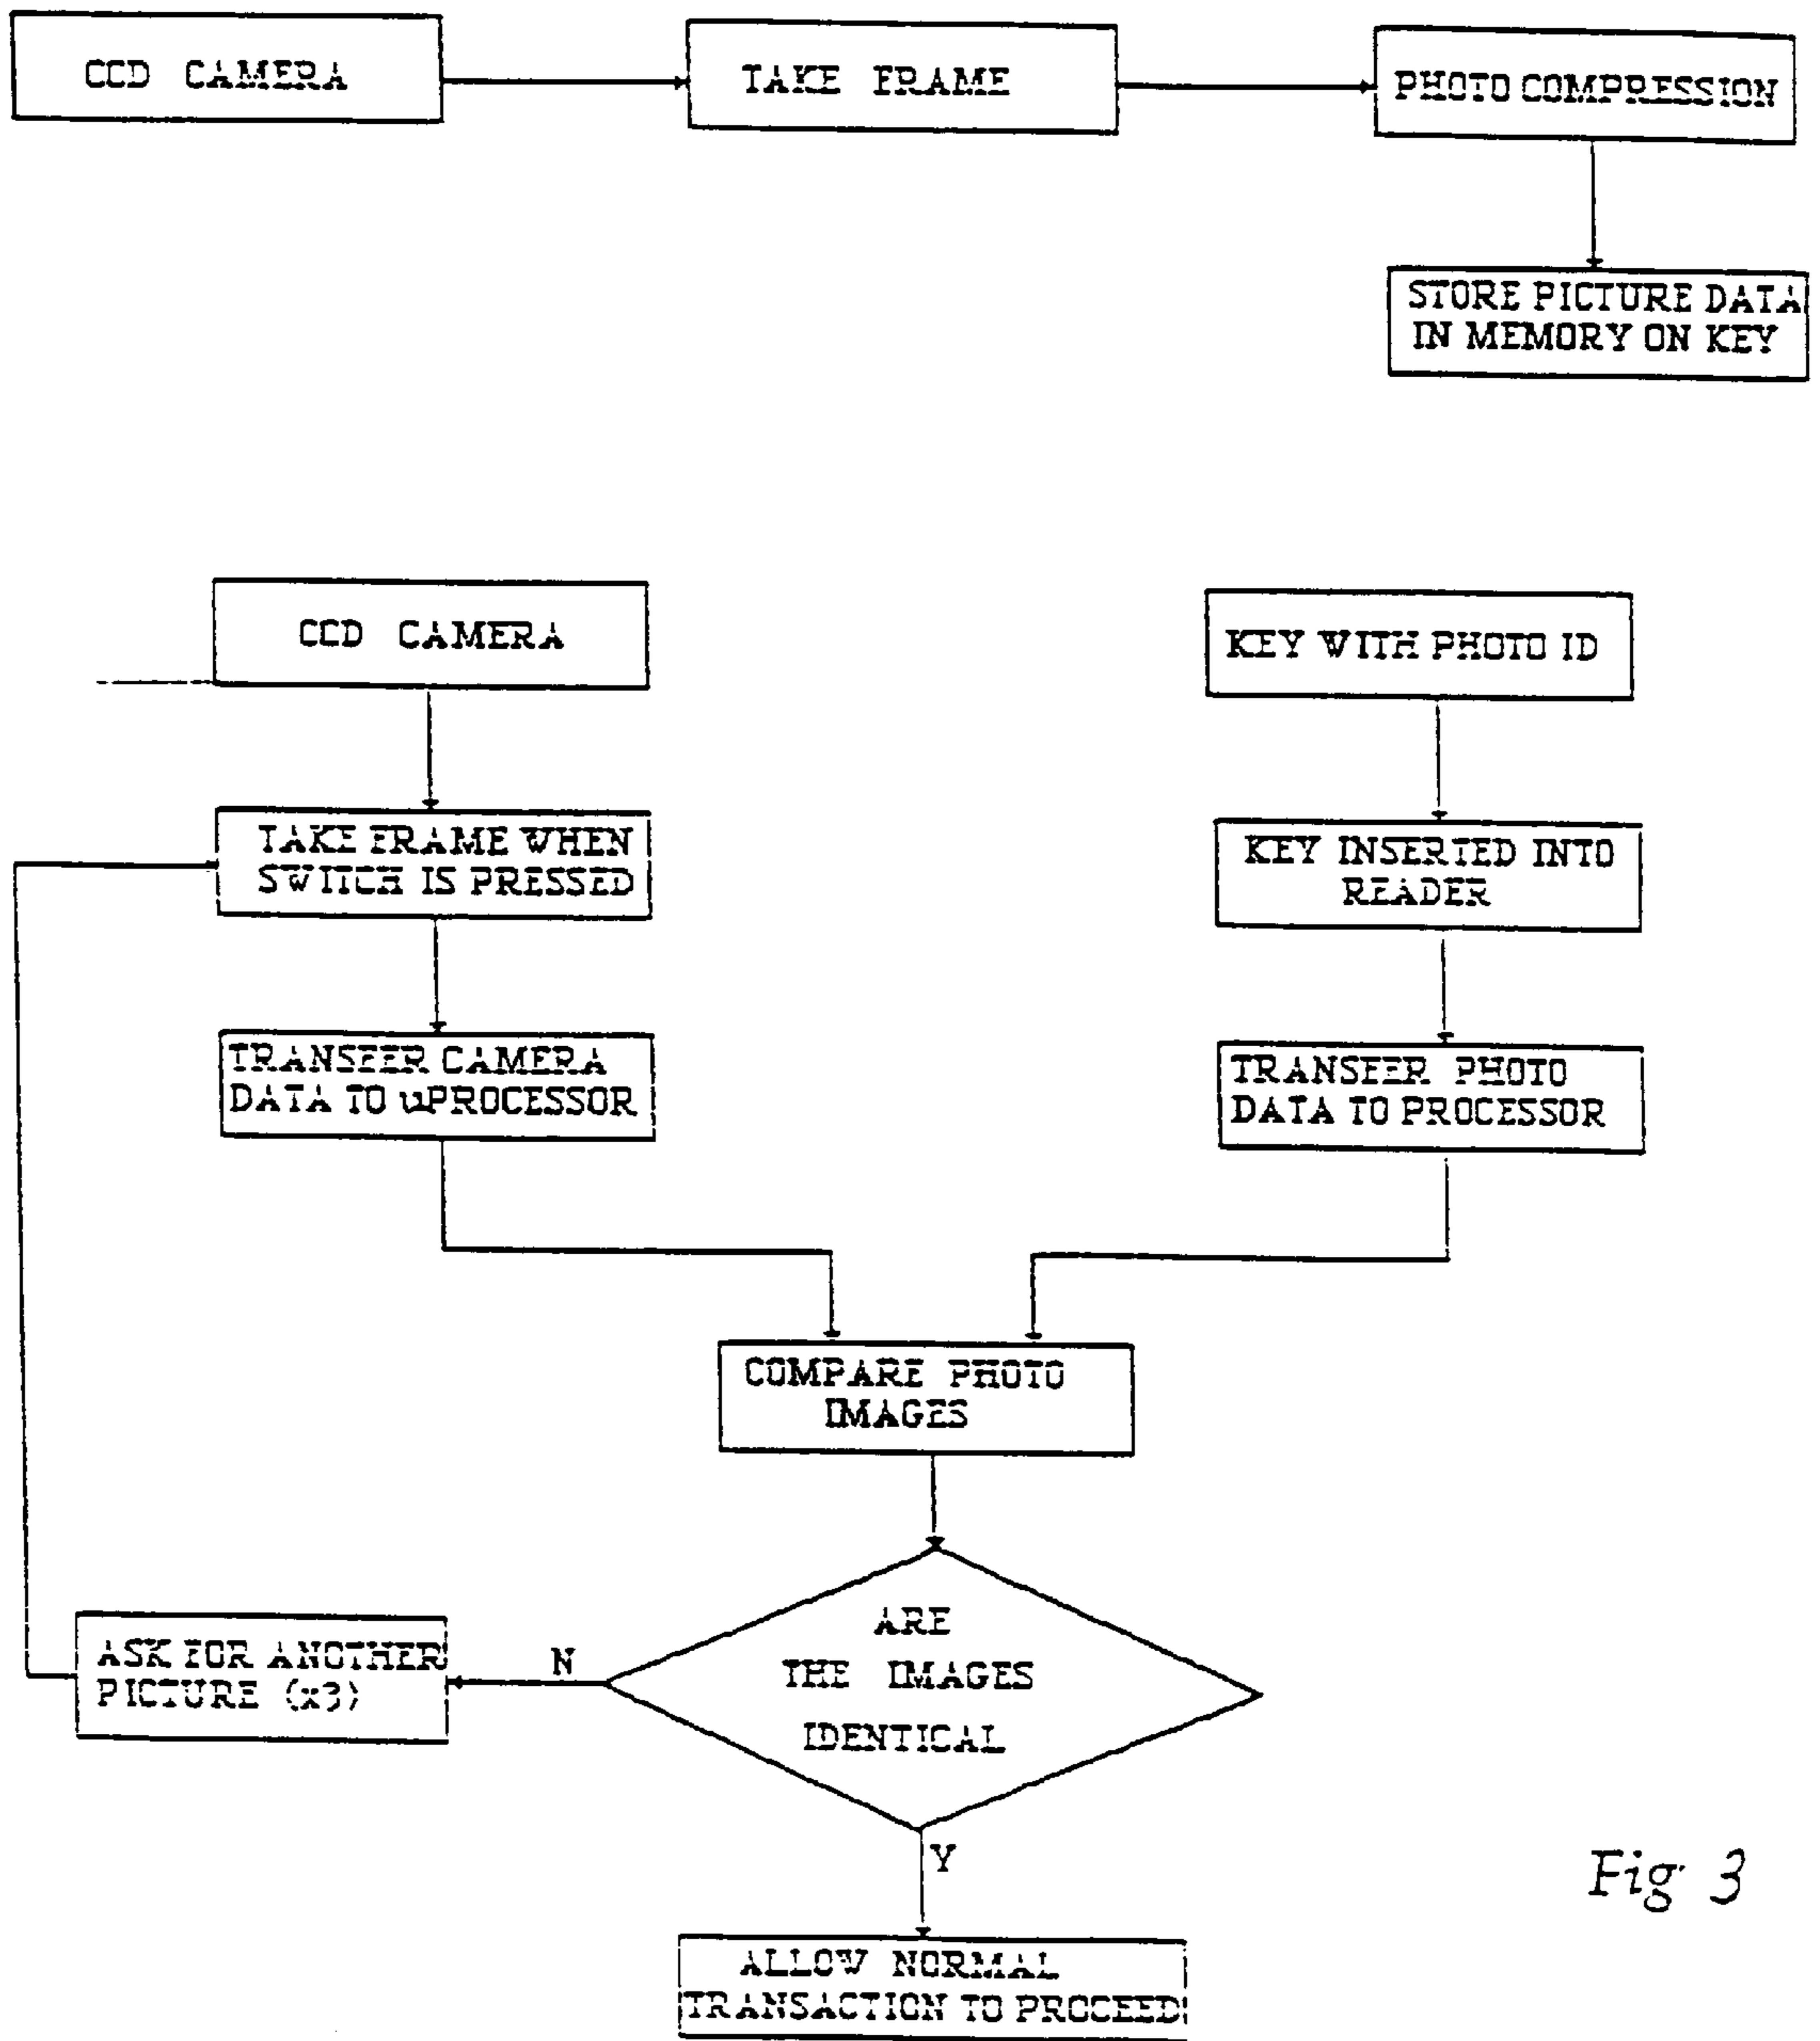 CCD CAMERA
TAKE FRAME
PHOTO COMPRESSION
STORE PICTURE DATA
IN MEMORY ON KEY
CCD CAMERA
KEY WITH PHOTO ID
TAKE FRAME WHEN
SWITCH IS PRESSED
KEY INSERTED INTO
READER
TRANSFER CAMERA
DATA TO uPROCESSOR
TRANSFER PHOTO
DATA TO PROCESSOR
COMPARE PHOTO
IMAGES
ARE
THE IMAGES
IDENTICAL
N
ASK FOR ANOTHER
PICTURE (x3)
Y
ALLOW NORMAL
TRANSACTION TO PROCEED
Fig 3